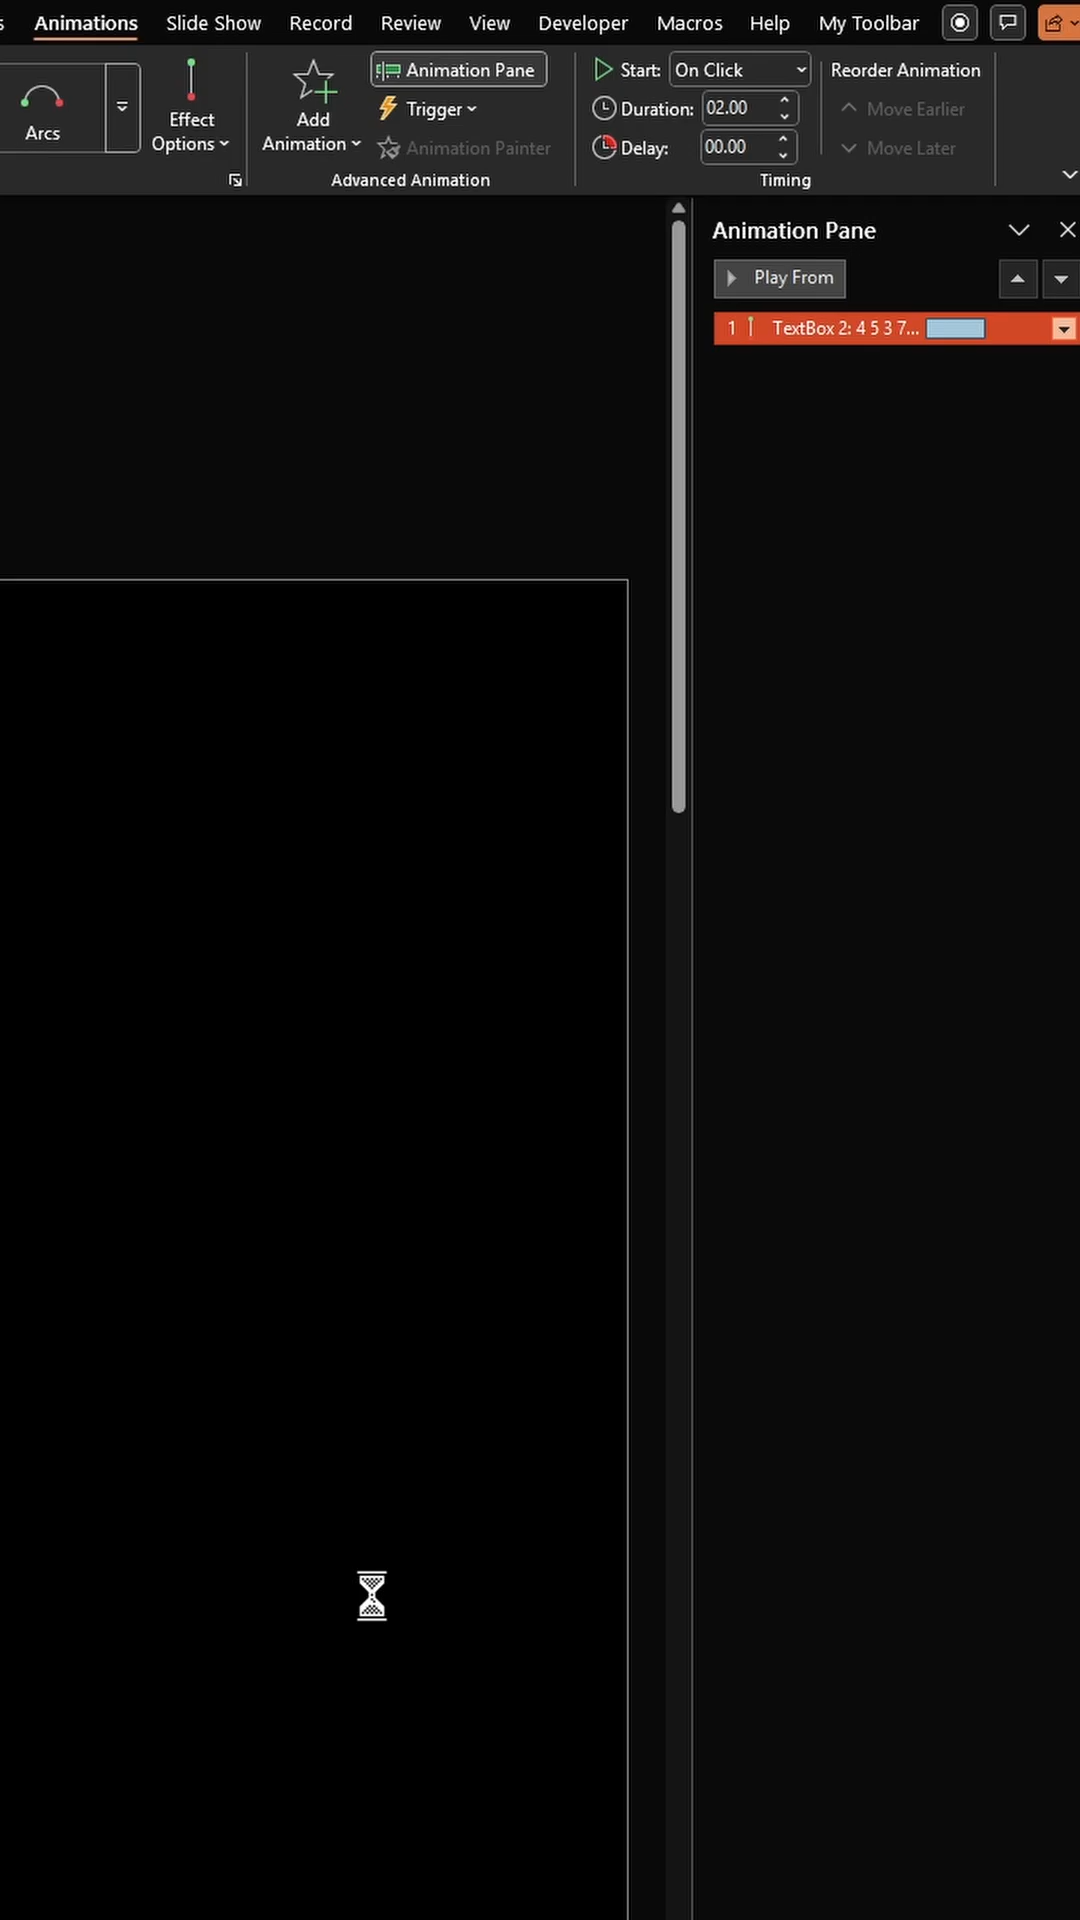 s Animations Slide Show Record Review View Developer Macros Help My Toolbar
Arcs
Effect
Options
Add
Animation
Animation Pane
Trigger
Animation Painter
Advanced Animation
Start: On Click
Duration: 02.00
Delay: 00.00
Timing
Reorder Animation
Move Earlier
Move Later
Animation Pane
Play From
1 TextBox 2: 4 5 3 7...